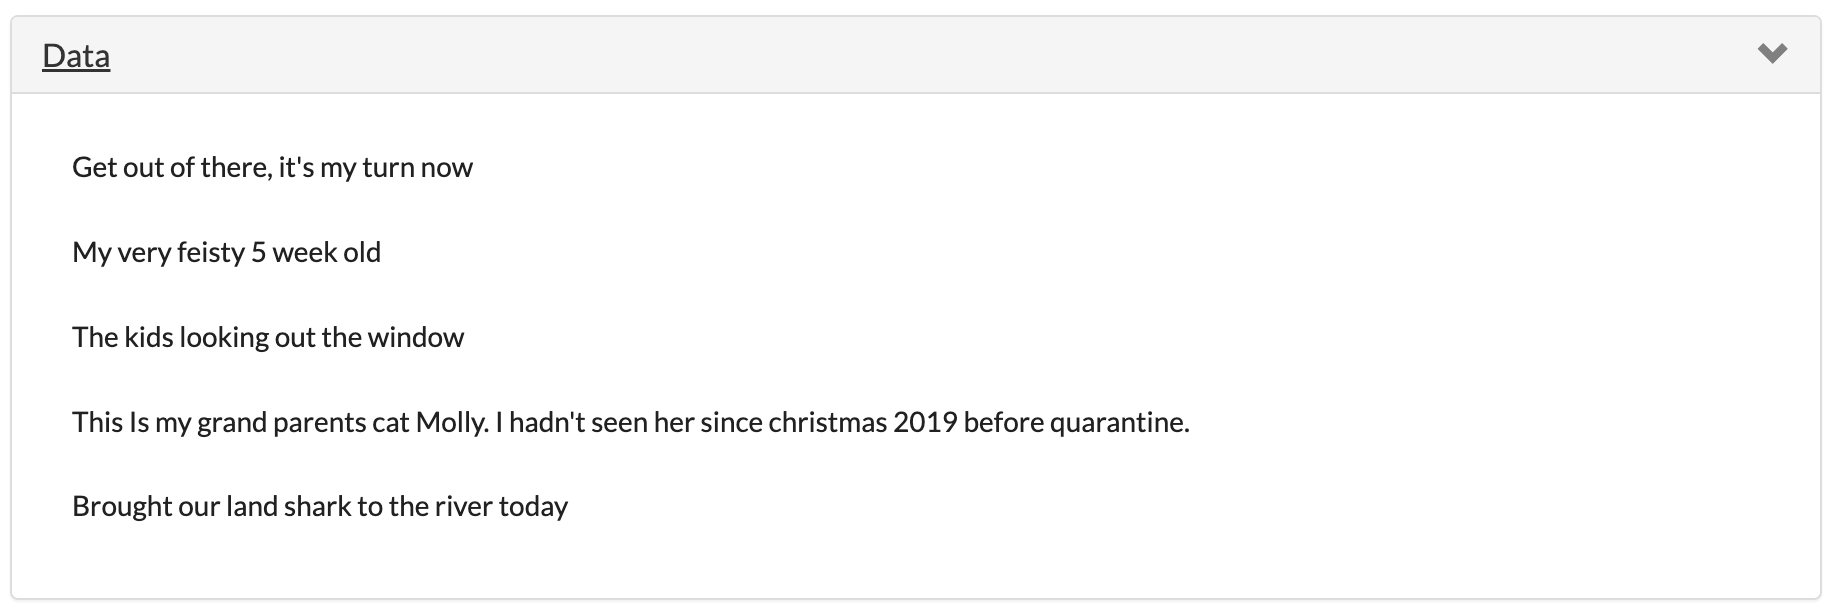 Data
Get out of there, it's my turn now
My very feisty 5 week old
The kids looking out the window
This Is my grand parents cat Molly. I hadn't seen her since christmas 2019 before quarantine.
Brought our land shark to the river today